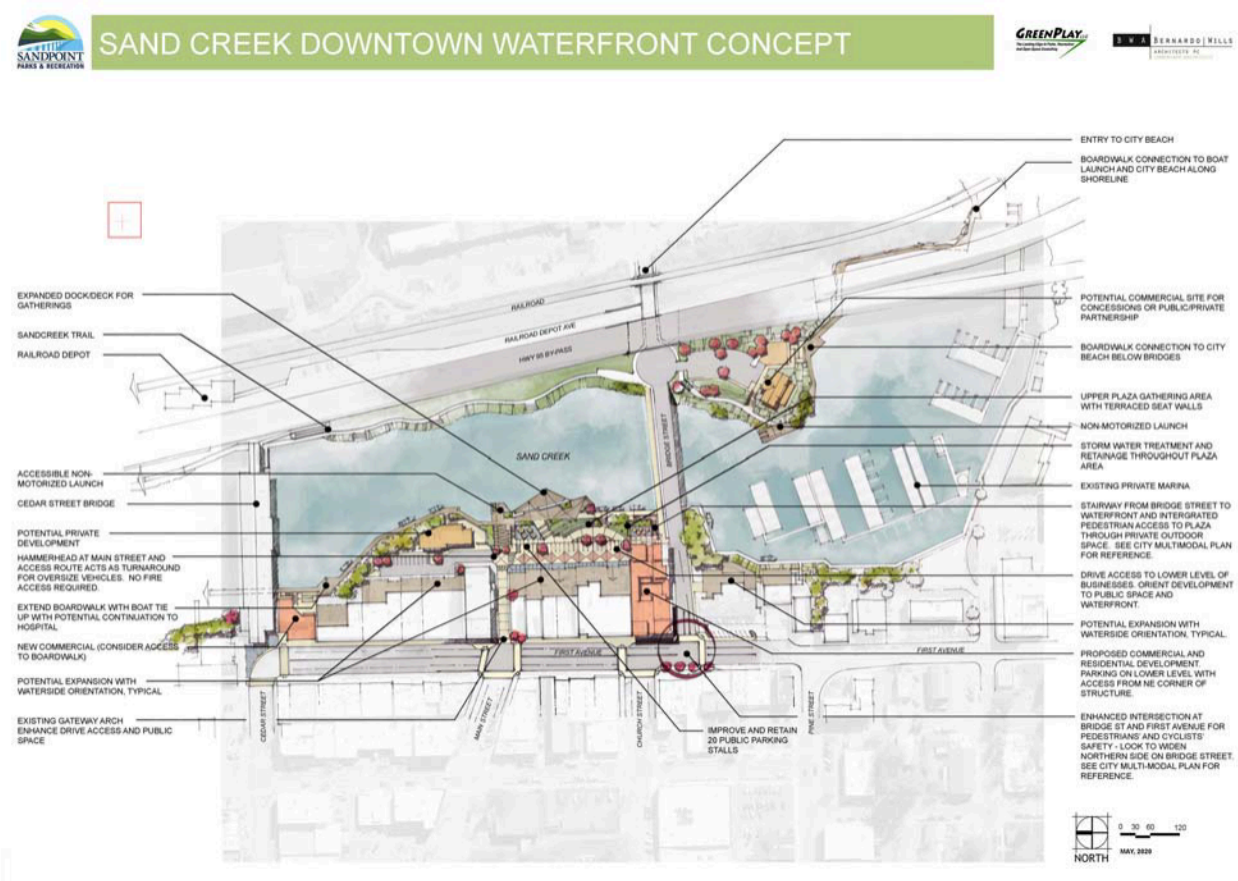 SANDPOINT
PARKS & RECREATION
SAND CREEK DOWNTOWN WATERFRONT CONCEPT
GREENPLAY LLC
The Leading Edge In Parks, Recreation
And Open Space Consulting
B W A BERNARDO | WILLS
ARCHITECTS PC
ENTRY TO CITY BEACH
BOARDWALK CONNECTION TO BOAT
LAUNCH AND CITY BEACH ALONG
SHORELINE
EXPANDED DOCK/DECK FOR
GATHERINGS
SANDCREEK TRAIL
RAILROAD DEPOT
RAILROAD
RAILROAD DEPOT AVE
HWY 95 BY-PASS
POTENTIAL COMMERCIAL SITE FOR
CONCESSIONS OR PUBLIC/PRIVATE
PARTNERSHIP
BOARDWALK CONNECTION TO CITY
BEACH BELOW BRIDGES
UPPER PLAZA GATHERING AREA
WITH TERRACED SEAT WALLS
NON-MOTORIZED LAUNCH
STORM WATER TREATMENT AND
RETAINAGE THROUGHOUT PLAZA
AREA
EXISTING PRIVATE MARINA
STAIRWAY FROM BRIDGE STREET TO
WATERFRONT AND INTERGRATED
PEDESTRIAN ACCESS TO PLAZA
THROUGH PRIVATE OUTDOOR
SPACE. SEE CITY MULTIMODAL PLAN
FOR REFERENCE.
DRIVE ACCESS TO LOWER LEVEL OF
BUSINESSES. ORIENT DEVELOPMENT
TO PUBLIC SPACE AND
WATERFRONT.
POTENTIAL EXPANSION WITH
WATERSIDE ORIENTATION, TYPICAL.
PROPOSED COMMERCIAL AND
RESIDENTIAL DEVELOPMENT.
PARKING ON LOWER LEVEL WITH
ACCESS FROM NE CORNER OF
STRUCTURE.
ENHANCED INTERSECTION AT
BRIDGE ST AND FIRST AVENUE FOR
PEDESTRIANS' AND CYCLISTS'
SAFETY - LOOK TO WIDEN
NORTHERN SIDE ON BRIDGE STREET.
SEE CITY MULTI-MODAL PLAN FOR
REFERENCE.
SAND CREEK
BRIDGE STREET
ACCESSIBLE NON-
MOTORIZED LAUNCH
CEDAR STREET BRIDGE
POTENTIAL PRIVATE
DEVELOPMENT
HAMMERHEAD AT MAIN STREET AND
ACCESS ROUTE ACTS AS TURNAROUND
FOR OVERSIZE VEHICLES. NO FIRE
ACCESS REQUIRED.
EXTEND BOARDWALK WITH BOAT TIE
UP WITH POTENTIAL CONTINUATION TO
HOSPITAL
NEW COMMERCIAL (CONSIDER ACCESS
TO BOARDWALK)
POTENTIAL EXPANSION WITH
WATERSIDE ORIENTATION, TYPICAL
EXISTING GATEWAY ARCH
ENHANCE DRIVE ACCESS AND PUBLIC
SPACE
FIRST AVENUE
FIRST AVENUE
CEDAR STREET
MAIN STREET
CHURCH STREET
PINE STREET
IMPROVE AND RETAIN
20 PUBLIC PARKING
STALLS
NORTH
0 30 60 120
MAY, 2020